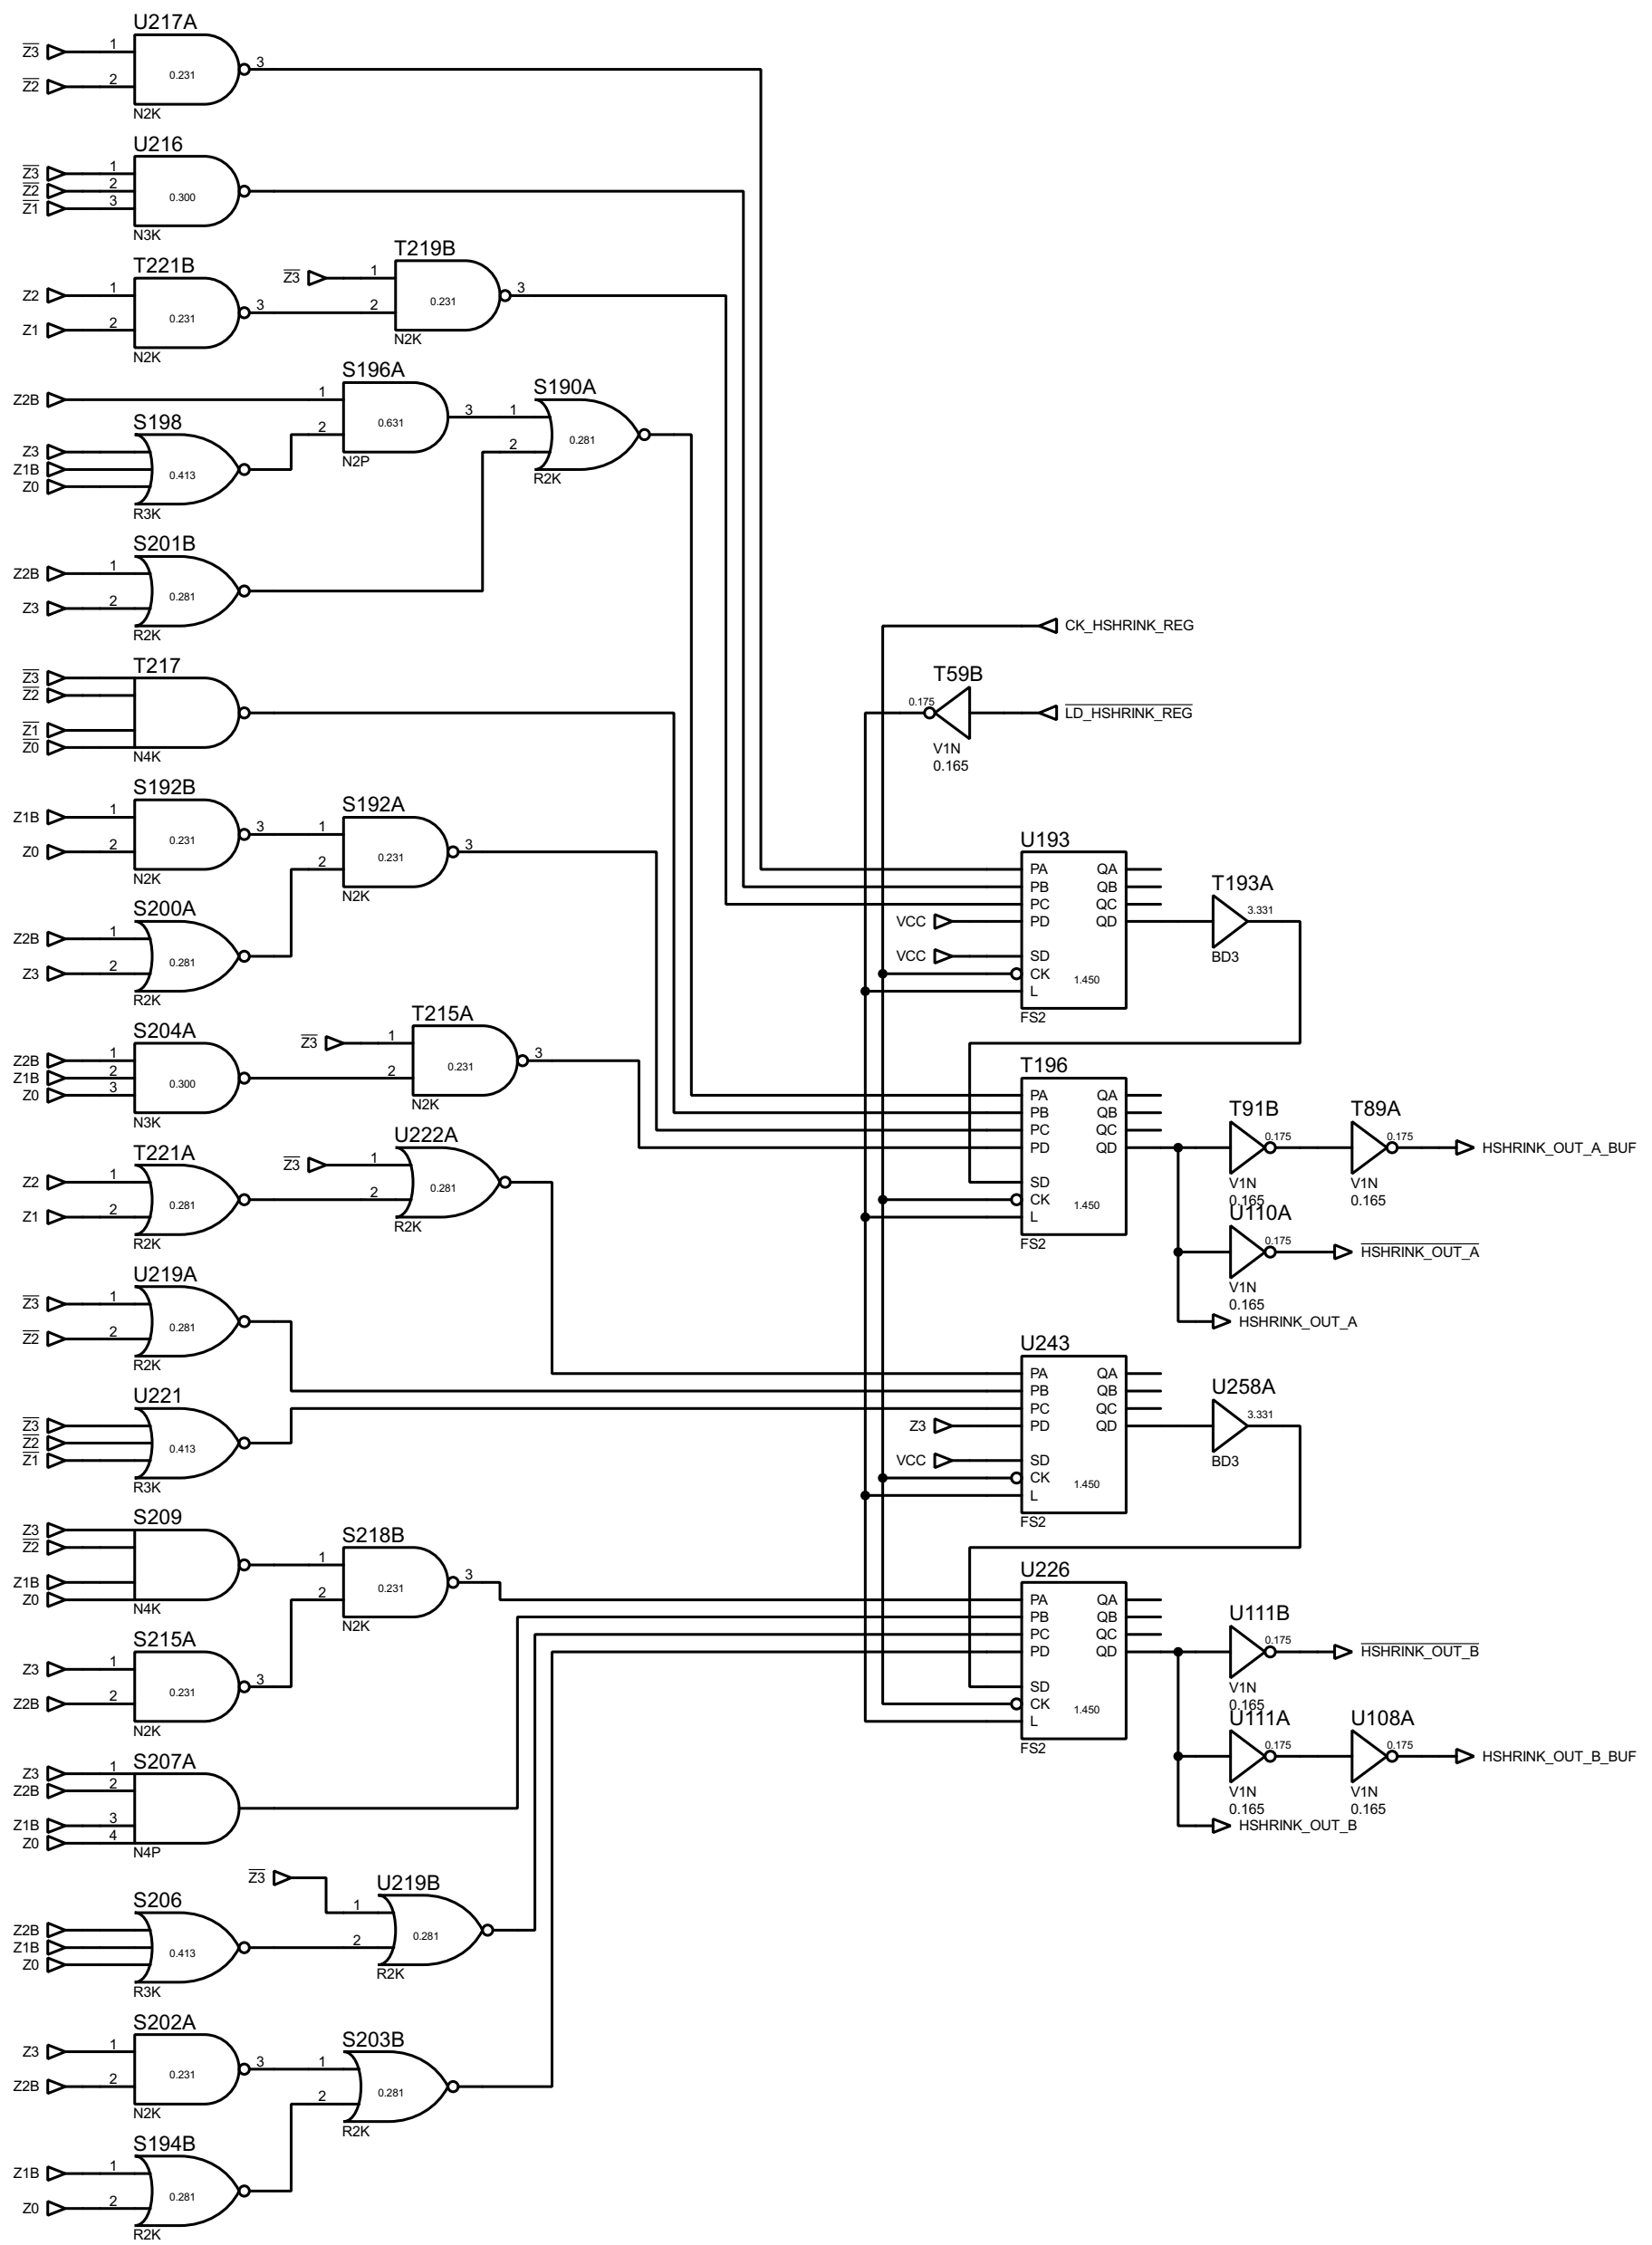 U217A
Z3 1
0.231 3
Z2 2
N2K
U216
Z3 1
Z2 2
0.300
Z1 3
N3K
T219B
T221B
Z3 1
Z2 1
0.231 3
0.231 3 2
Z1 2
N2K
N2K
S196A
S190A
Z2B 1
0.631 3 1
S198
2
0.281
Z3
2
Z1B
0.413
N2P
Z0
R2K
R3K
S201B
Z2B 1
0.281
Z3 2
R2K
CK_HSHRINK_REG
T217
T59B
Z3
Z2
0.175
LD_HSHRINK_REG
Z1
Z0
N4K
V1N
0.165
S192B
S192A
Z1B 1
0.231 3 1
U193
Z0 2
0.231 3
2
PA QA
N2K
PB QB
T193A
N2K
PC QC
3.331
S200A
VCC PD QD
Z2B 1
BD3
0.281
VCC SD
Z3 2
CK 1.450
R2K
L
T215A
FS2
S204A
Z3 1
Z2B 1
0.231 3
T196
Z1B 2
0.300 2
Z0 3
PA QA
N2K
N3K
PB QB
T91B T89A
U222A
PC QC
0.175 0.175
T221A
PD QD
HSHRINK_OUT_A_BUF
Z3 1
Z2 1
SD
V1N V1N
0.281
0.165 0.165
0.281 2
CK 1.450
U110A
Z1 2
L
R2K
R2K
FS2
0.175
HSHRINK_OUT_A
U219A
V1N
Z3 1
0.165
0.281
HSHRINK_OUT_A
Z2 2
U243
R2K
PA QA
U221
PB QB
U258A
Z3
PC QC
3.331
Z2
0.413
Z3 PD QD
Z1
BD3
R3K
VCC SD
CK 1.450
L
S209
FS2
Z3
S218B
Z2
1
U226
Z1B
0.231 3
Z0
2
PA QA
N4K
N2K
PB QB
U111B
S215A
PC QC
0.175
Z3 1
PD QD
HSHRINK_OUT_B
0.231 3
SD
V1N
Z2B 2
0.165
N2K
CK 1.450
U111A U108A
L
S207A
FS2
0.175 0.175
Z3 1
HSHRINK_OUT_B_BUF
Z2B 2
V1N V1N
Z1B 3
0.165 0.165
Z0 4
HSHRINK_OUT_B
N4P
Z3
U219B
S206
1
Z2B
0.281
Z1B
0.413 2
Z0
R2K
R3K
S202A
S203B
Z3 1
0.231 3 1
Z2B 2
0.281
2
N2K
R2K
S194B
Z1B 1
0.281
Z0 2
R2K